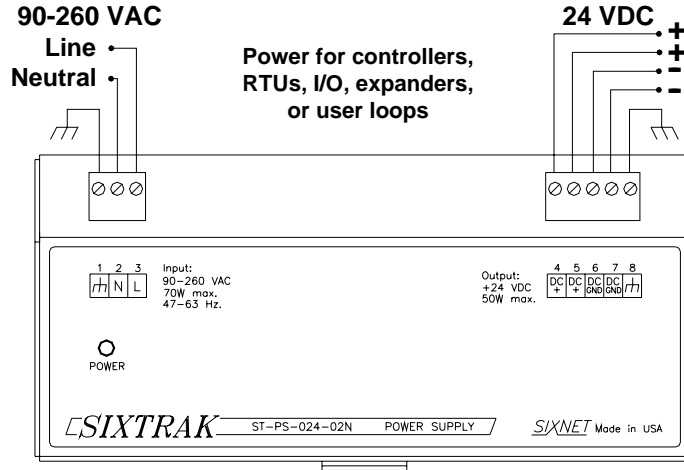 90-260 VAC
Line
Neutral
Power for controllers,
RTUs, I/O, expanders,
or user loops
24 VDC
+
+
-
-
1 2 3
N L
Input:
90-260 VAC
70W max.
47-63 Hz.
Output:
+24 VDC
50W max.
4 5 6 7 8
DC + DC + DC GND DC GND
POWER
SIXTRAK ST-PS-024-02N POWER SUPPLY
SIXNET Made in USA